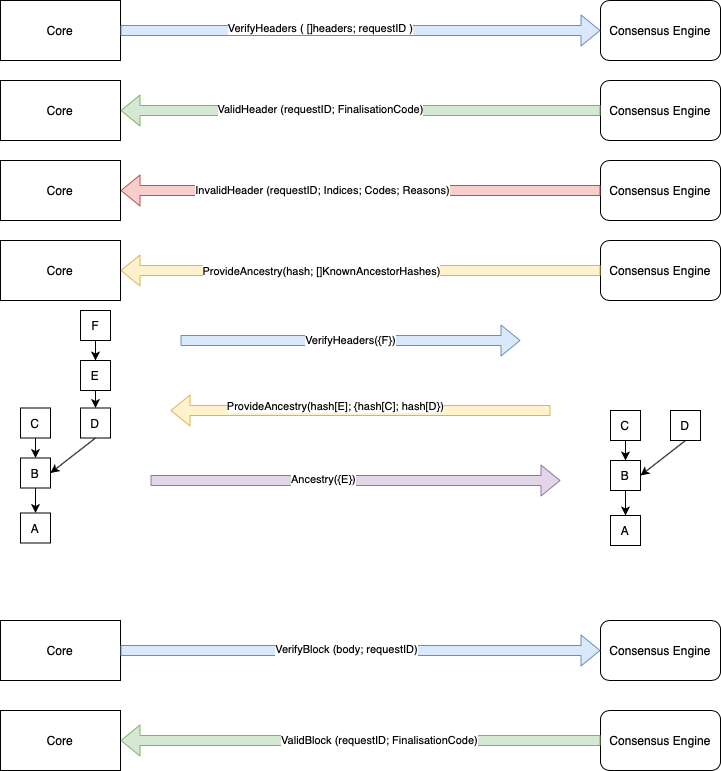 Core
VerifyHeaders ( []headers; requestID )
Consensus Engine
Core
ValidHeader (requestID; FinalisationCode)
Consensus Engine
Core
InvalidHeader (requestID; Indices; Codes; Reasons)
Consensus Engine
Core
ProvideAncestry(hash; []KnownAncestorHashes)
Consensus Engine
F
VerifyHeaders({F})
E
ProvideAncestry(hash[E]; {hash[C]; hash[D})
C
D
C
D
B
Ancestry({E})
B
A
A
Core
VerifyBlock (body; requestID)
Consensus Engine
Core
ValidBlock (requestID; FinalisationCode)
Consensus Engine